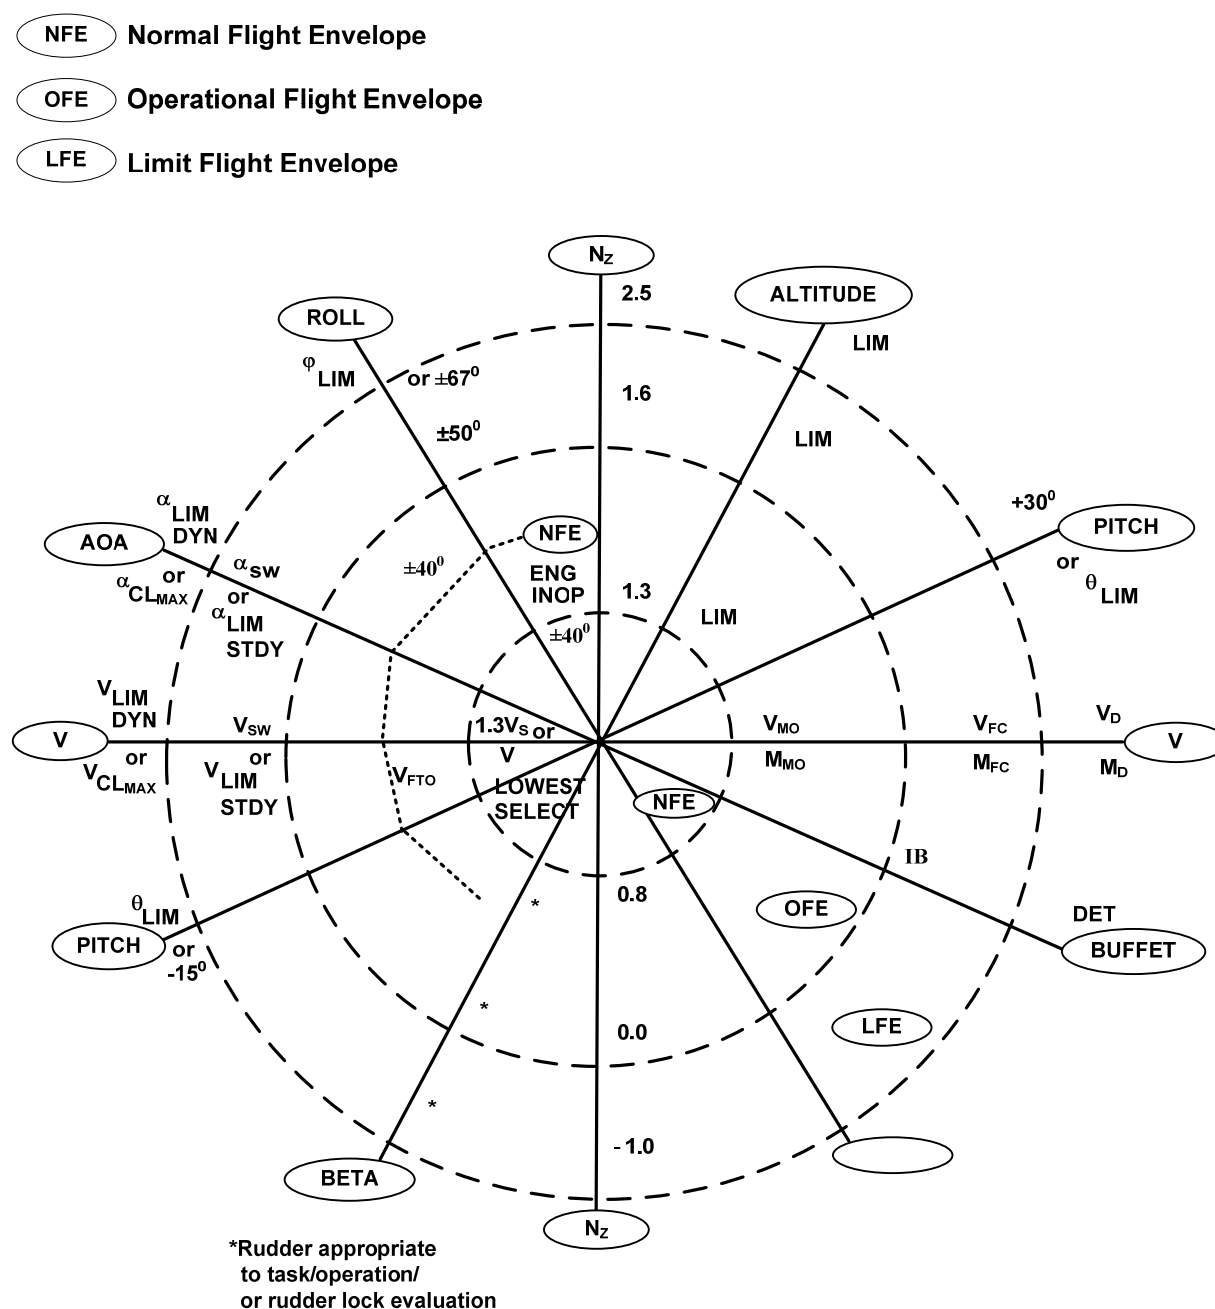 NFE Normal Flight Envelope
OFE Operational Flight Envelope
LFE Limit Flight Envelope
NZ
2.5
ALTITUDE
ROLL
LIM
φLIM
or ±67⁰
1.6
±50⁰
LIM
αLIM
DYN
+30⁰
PITCH
AOA
NFE
or
αCLMAX
αSW
or
±40⁰
or
θLIM
ENG
INOP
1.3
αLIM
STDY
±40⁰
LIM
VLIM
DYN
VSW
1.3VS or
VMO
VFC
VD
V
V
or
VCLMAX
or
VLIM
STDY
VFTO
V
LOWEST
SELECT
MMO
MFC
MD
NFE
IB
θLIM
0.8
*
OFE
DET
PITCH
or
-15⁰
BUFFET
*
0.0
LFE
*
-1.0
BETA
NZ
*Rudder appropriate
to task/operation/
or rudder lock evaluation